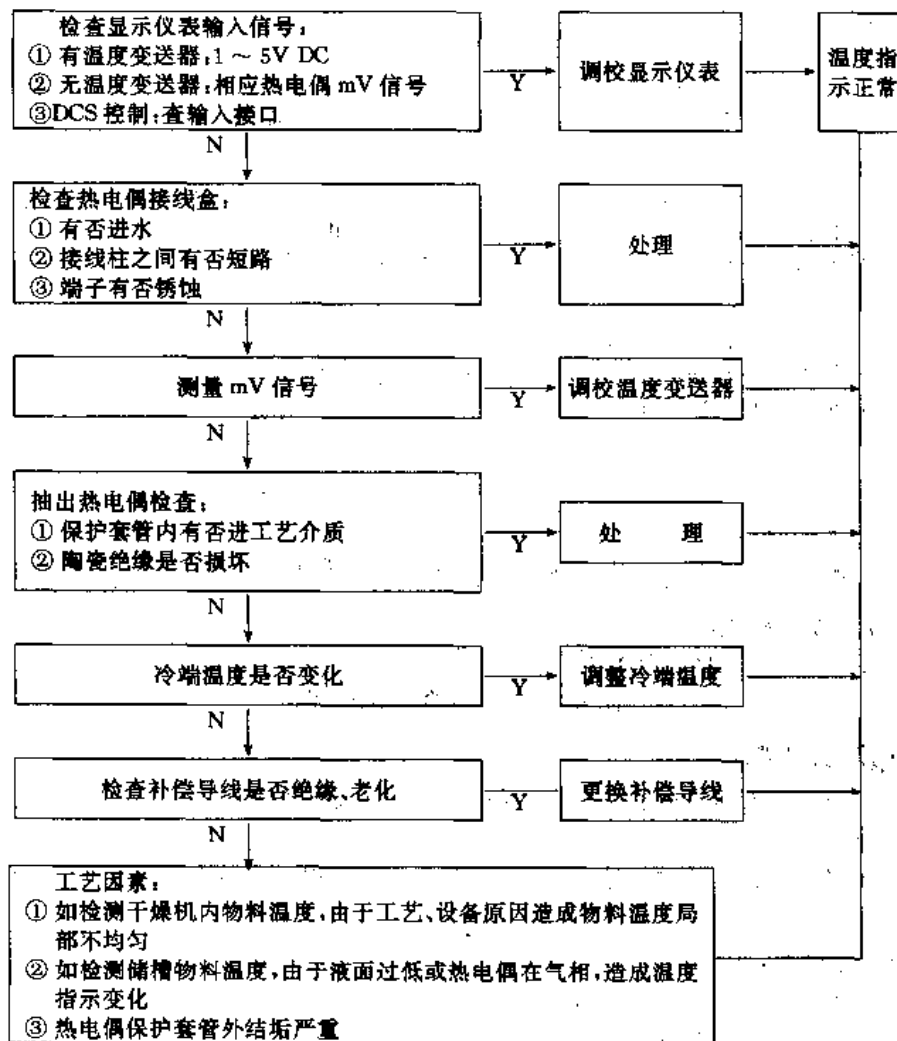 检查显示仪表输入信号:
① 有温度变送器:1～5V DC
② 无温度变送器:相应热电偶 mV 信号
③DCS 控制:查输入接口
Y
调校显示仪表
温度指
示正常
N
检查热电偶接线盒:
① 有否进水
② 接线柱之间有否短路
③ 端子有否锈蚀
Y
处理
N
测量 mV 信号
Y
调校温度变送器
N
抽出热电偶检查:
① 保护套管内有否进工艺介质
② 陶瓷绝缘是否损坏
Y
处 理
N
冷端温度是否变化
Y
调整冷端温度
N
检查补偿导线是否绝缘、老化
Y
更换补偿导线
N
工艺因素:
① 如检测干燥机内物料温度,由于工艺、设备原因造成物料温度局
部不均匀
② 如检测储槽物料温度,由于液面过低或热电偶在气相,造成温度
指示变化
③ 热电偶保护套管外结垢严重